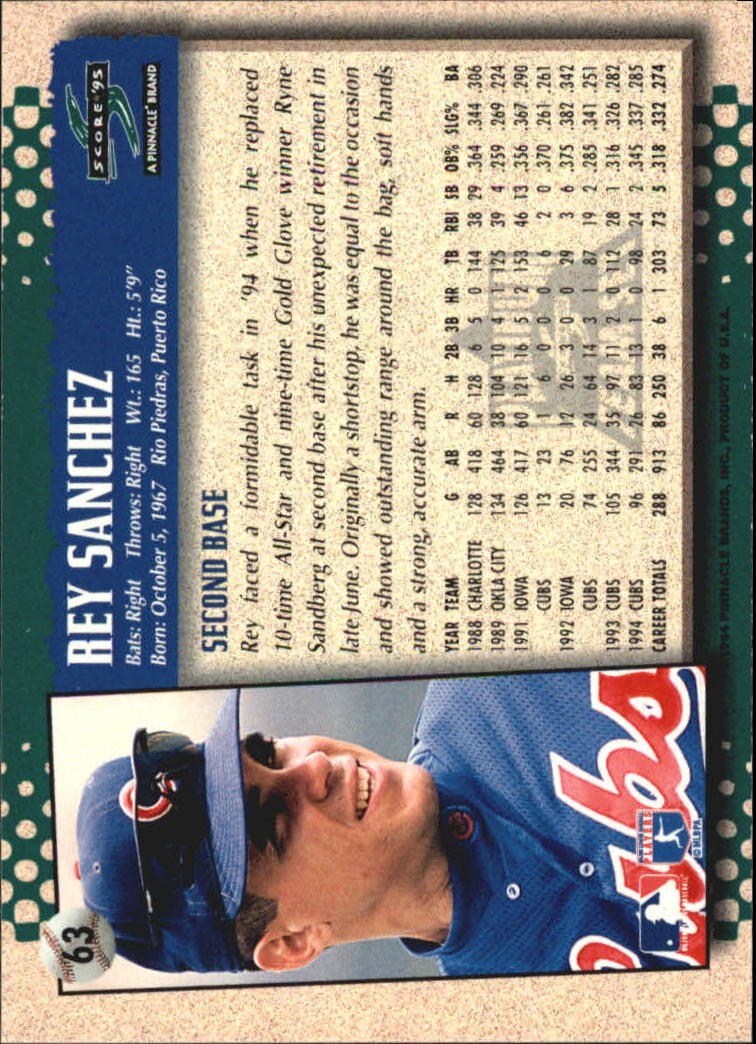 63
REY SANCHEZ
Bats: Right Throws: Right Wt.: 165 Ht.: 5'9"
Born: October 5, 1967 Rio Piedras, Puerto Rico
SCORE '95
A PINNACLE BRAND
SECOND BASE
Rey faced a formidable task in '94 when he replaced
10-time All-Star and nine-time Gold Glove winner Ryne
Sandberg at second base after his unexpected retirement in
late June. Originally a shortstop, he was equal to the occasion
and showed outstanding range around the bag, soft hands
and a strong, accurate arm.
YEAR TEAM G AB R H 2B 3B HR TB RBI SB OB% SLG% BA
1988 CHARLOTTE 128 418 60 128 6 5 0 144 38 29 .364 .344 .306
1989 OKLA CITY 134 464 38 104 10 4 1 125 39 4 .259 .269 .224
1991 IOWA 126 417 60 121 16 5 2 153 46 13 .356 .367 .290
CUBS 13 23 1 6 0 0 0 6 2 0 .370 .261 .261
1992 IOWA 20 76 12 26 3 0 0 29 3 6 .375 .382 .342
CUBS 74 255 24 64 14 3 1 87 19 2 .285 .341 .251
1993 CUBS 105 344 35 97 11 2 0 112 28 1 .316 .326 .282
1994 CUBS 96 291 26 83 13 1 0 98 24 2 .345 .337 .285
CAREER TOTALS 288 913 86 250 38 6 1 303 73 5 .318 .332 .274
© 1994 PINNACLE BRANDS, INC., PRODUCT OF U.S.A.
C
Cubs
PLAYERS
© MLBPA